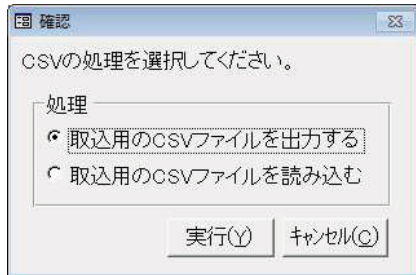 確認
CSVの処理を選択してください。
処理
取込用のCSVファイルを出力する
取込用のCSVファイルを読み込む
実行(Y)
キャンセル(C)